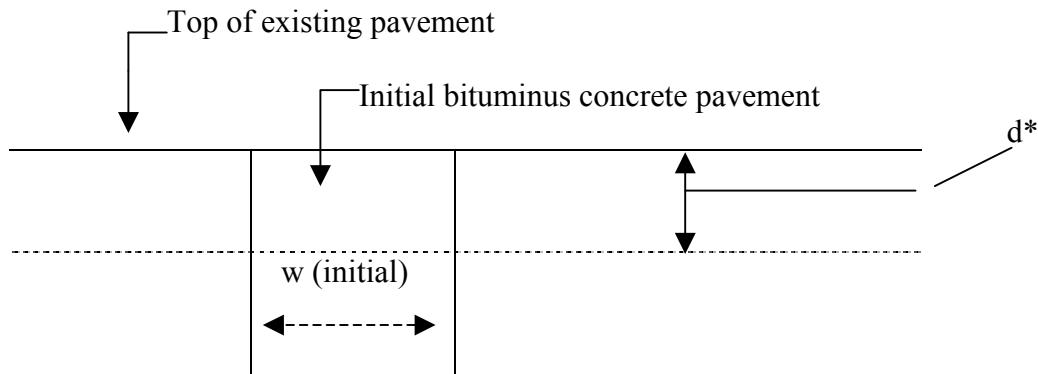 Top of existing pavement
Initial bituminus concrete pavement
d*
w (initial)